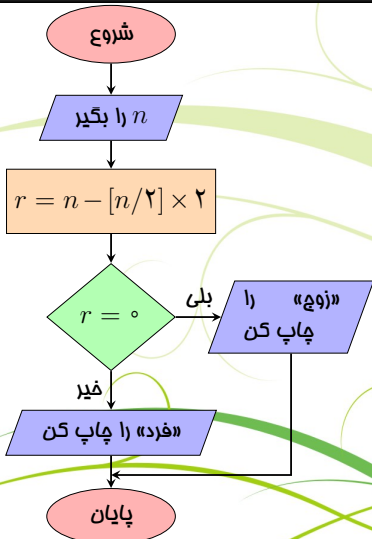 شروع
n را بگیر
r = n − [n/۲] × ۲
r = ۰
بلی
«زوج» را
چاپ کن
خیر
«فرد» را چاپ کن
پایان